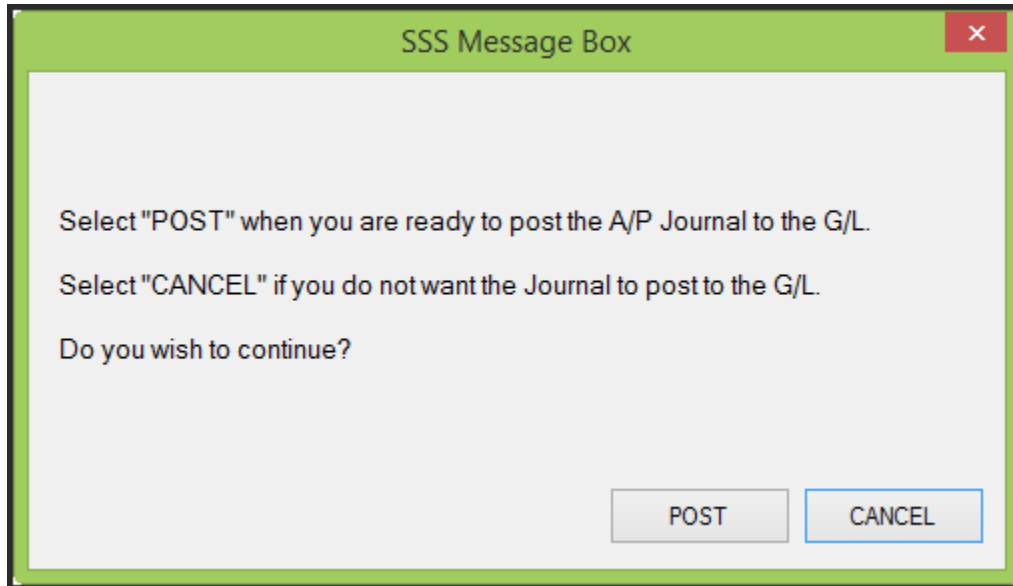 SSS Message Box
Select "POST" when you are ready to post the A/P Journal to the G/L.
Select "CANCEL" if you do not want the Journal to post to the G/L.
Do you wish to continue?
POST
CANCEL